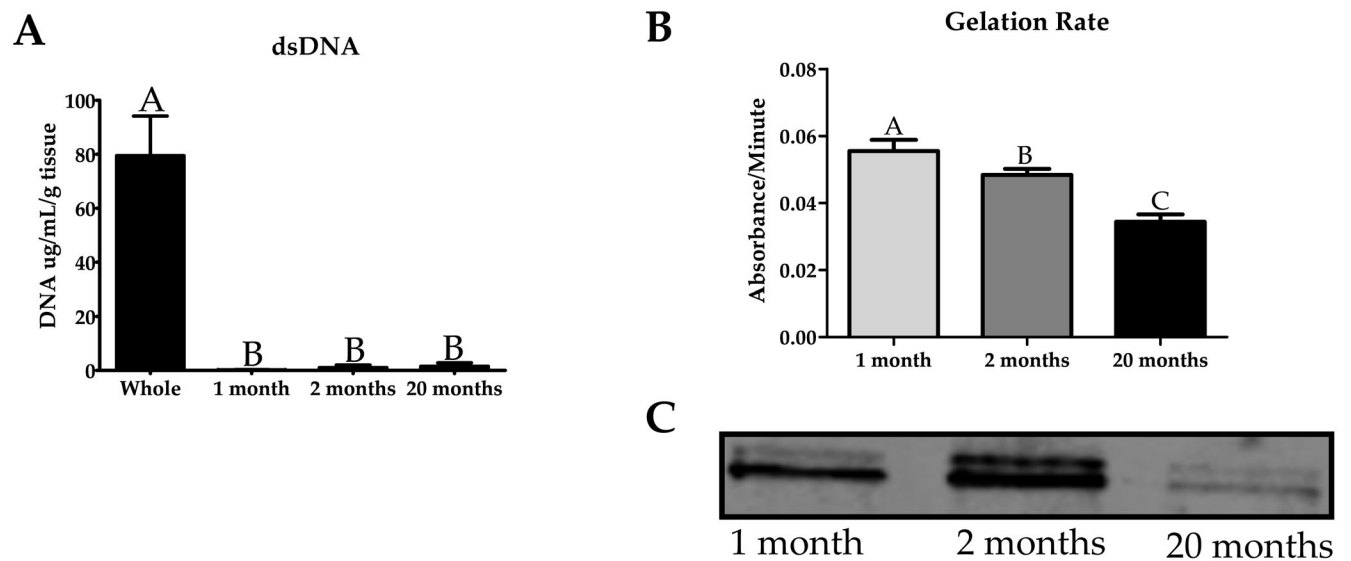 A
dsDNA
DNA ug/mL/g tissue
100
80
60
40
20
0
A
B
B
B
Whole
1 month
2 months
20 months
B
Gelation Rate
Absorbance/Minute
0.08
0.06
0.04
0.02
0.00
A
B
C
1 month
2 months
20 months
C
1 month
2 months
20 months